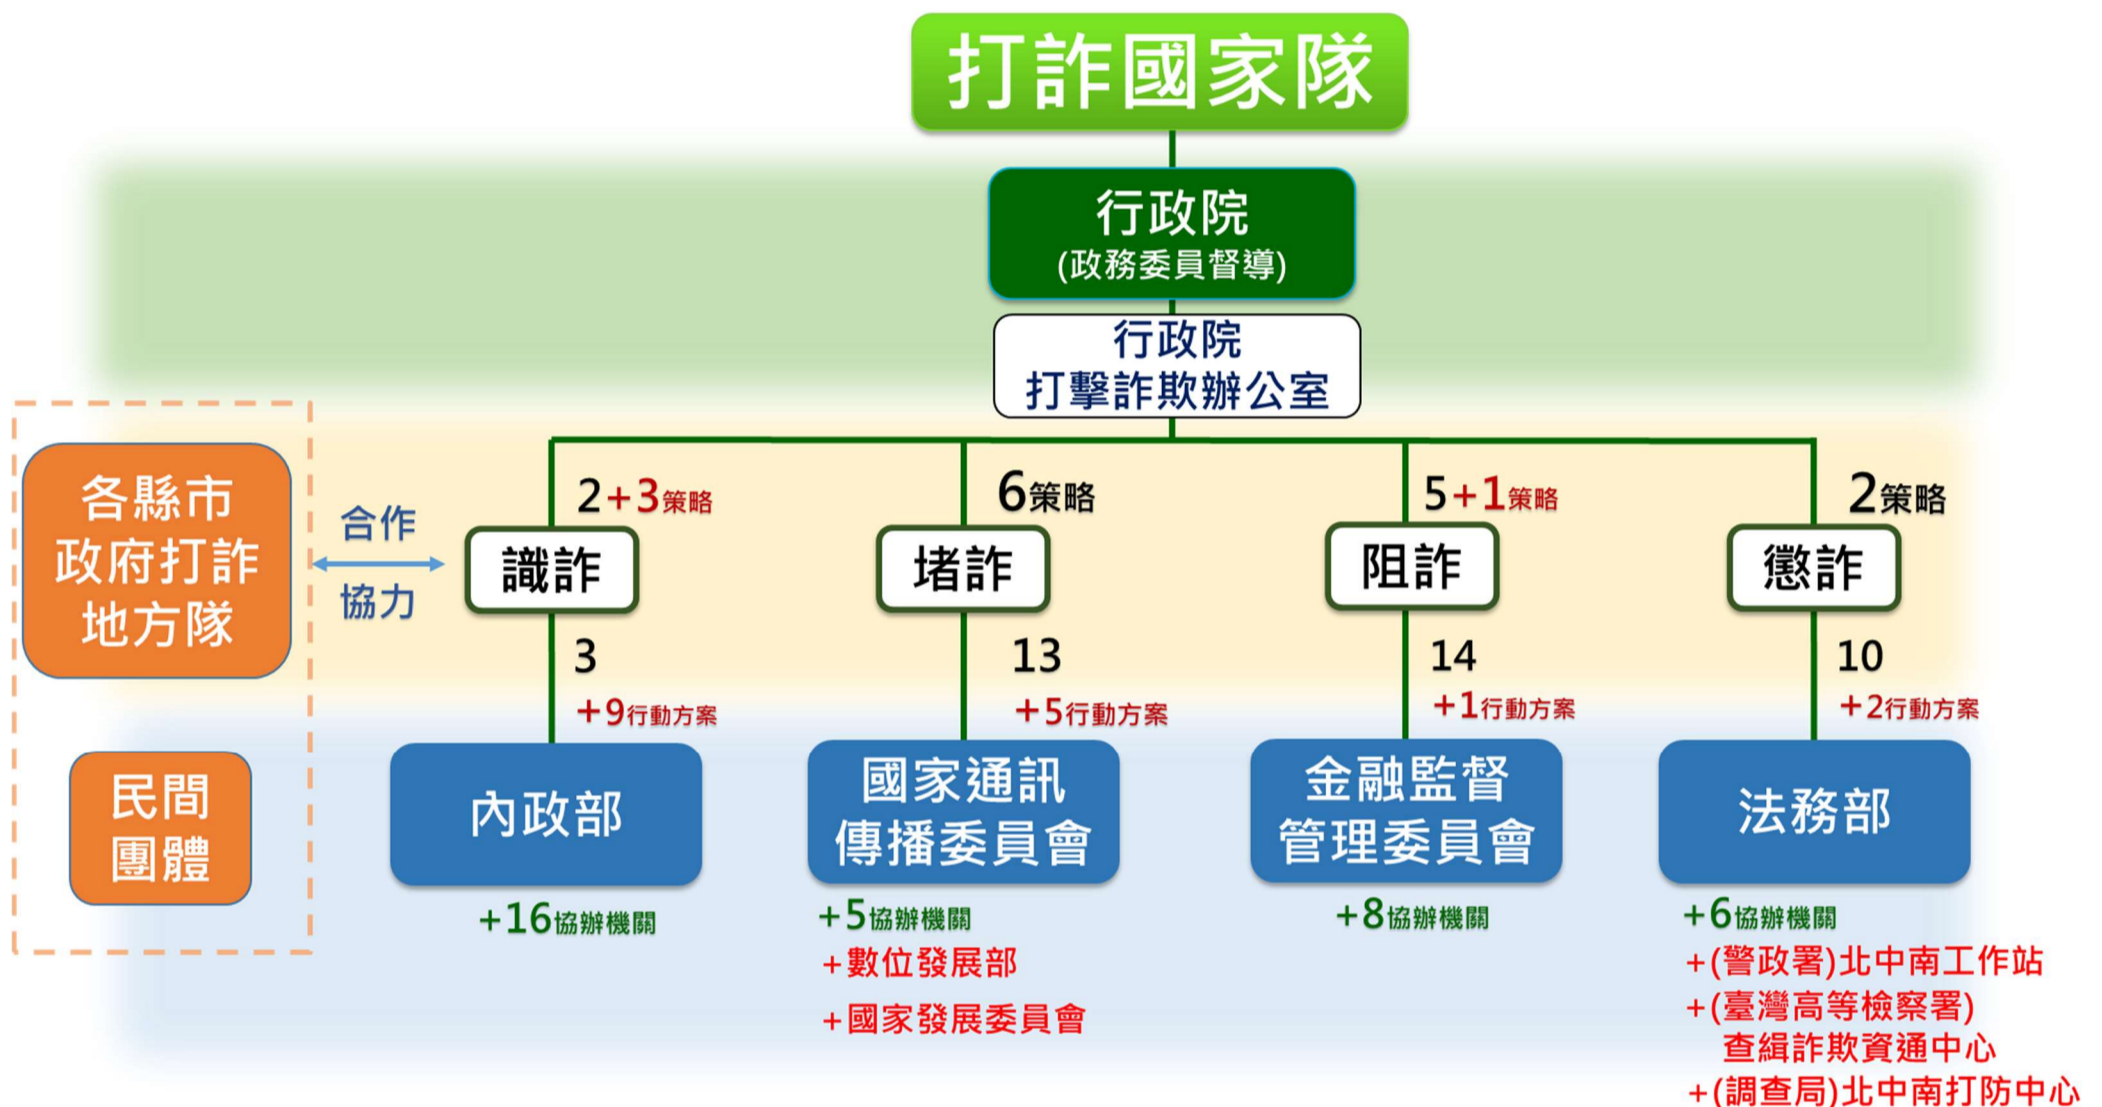 打詐國家隊
行政院
(政務委員督導)
行政院
打擊詐欺辦公室
各縣市
政府打詐
地方隊
民間
團體
合作
協力
2+3策略
識詐
3
+9行動方案
內政部
+16協辦機關
6策略
堵詐
13
+5行動方案
國家通訊
傳播委員會
+5協辦機關
+數位發展部
+國家發展委員會
5+1策略
阻詐
14
+1行動方案
金融監督
管理委員會
+8協辦機關
2策略
懲詐
10
+2行動方案
法務部
+6協辦機關
+(警政署)北中南工作站
+(臺灣高等檢察署)
查緝詐欺資通中心
+(調查局)北中南打防中心